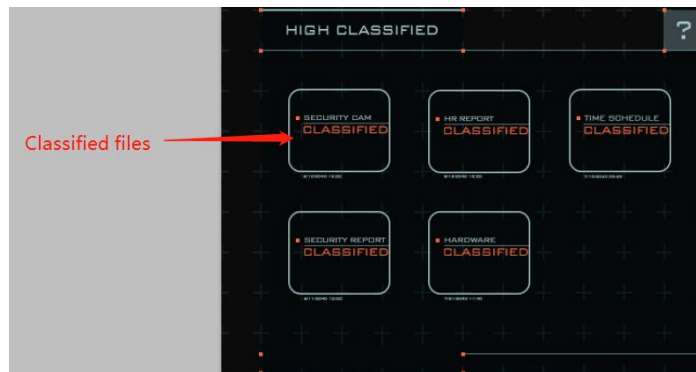 HIGH CLASSIFIED
?
Classified files
SECURITY CAM
CLASSIFIED
HR REPORT
CLASSIFIED
TIME SCHEDULE
CLASSIFIED
SECURITY REPORT
CLASSIFIED
HARDWARE
CLASSIFIED